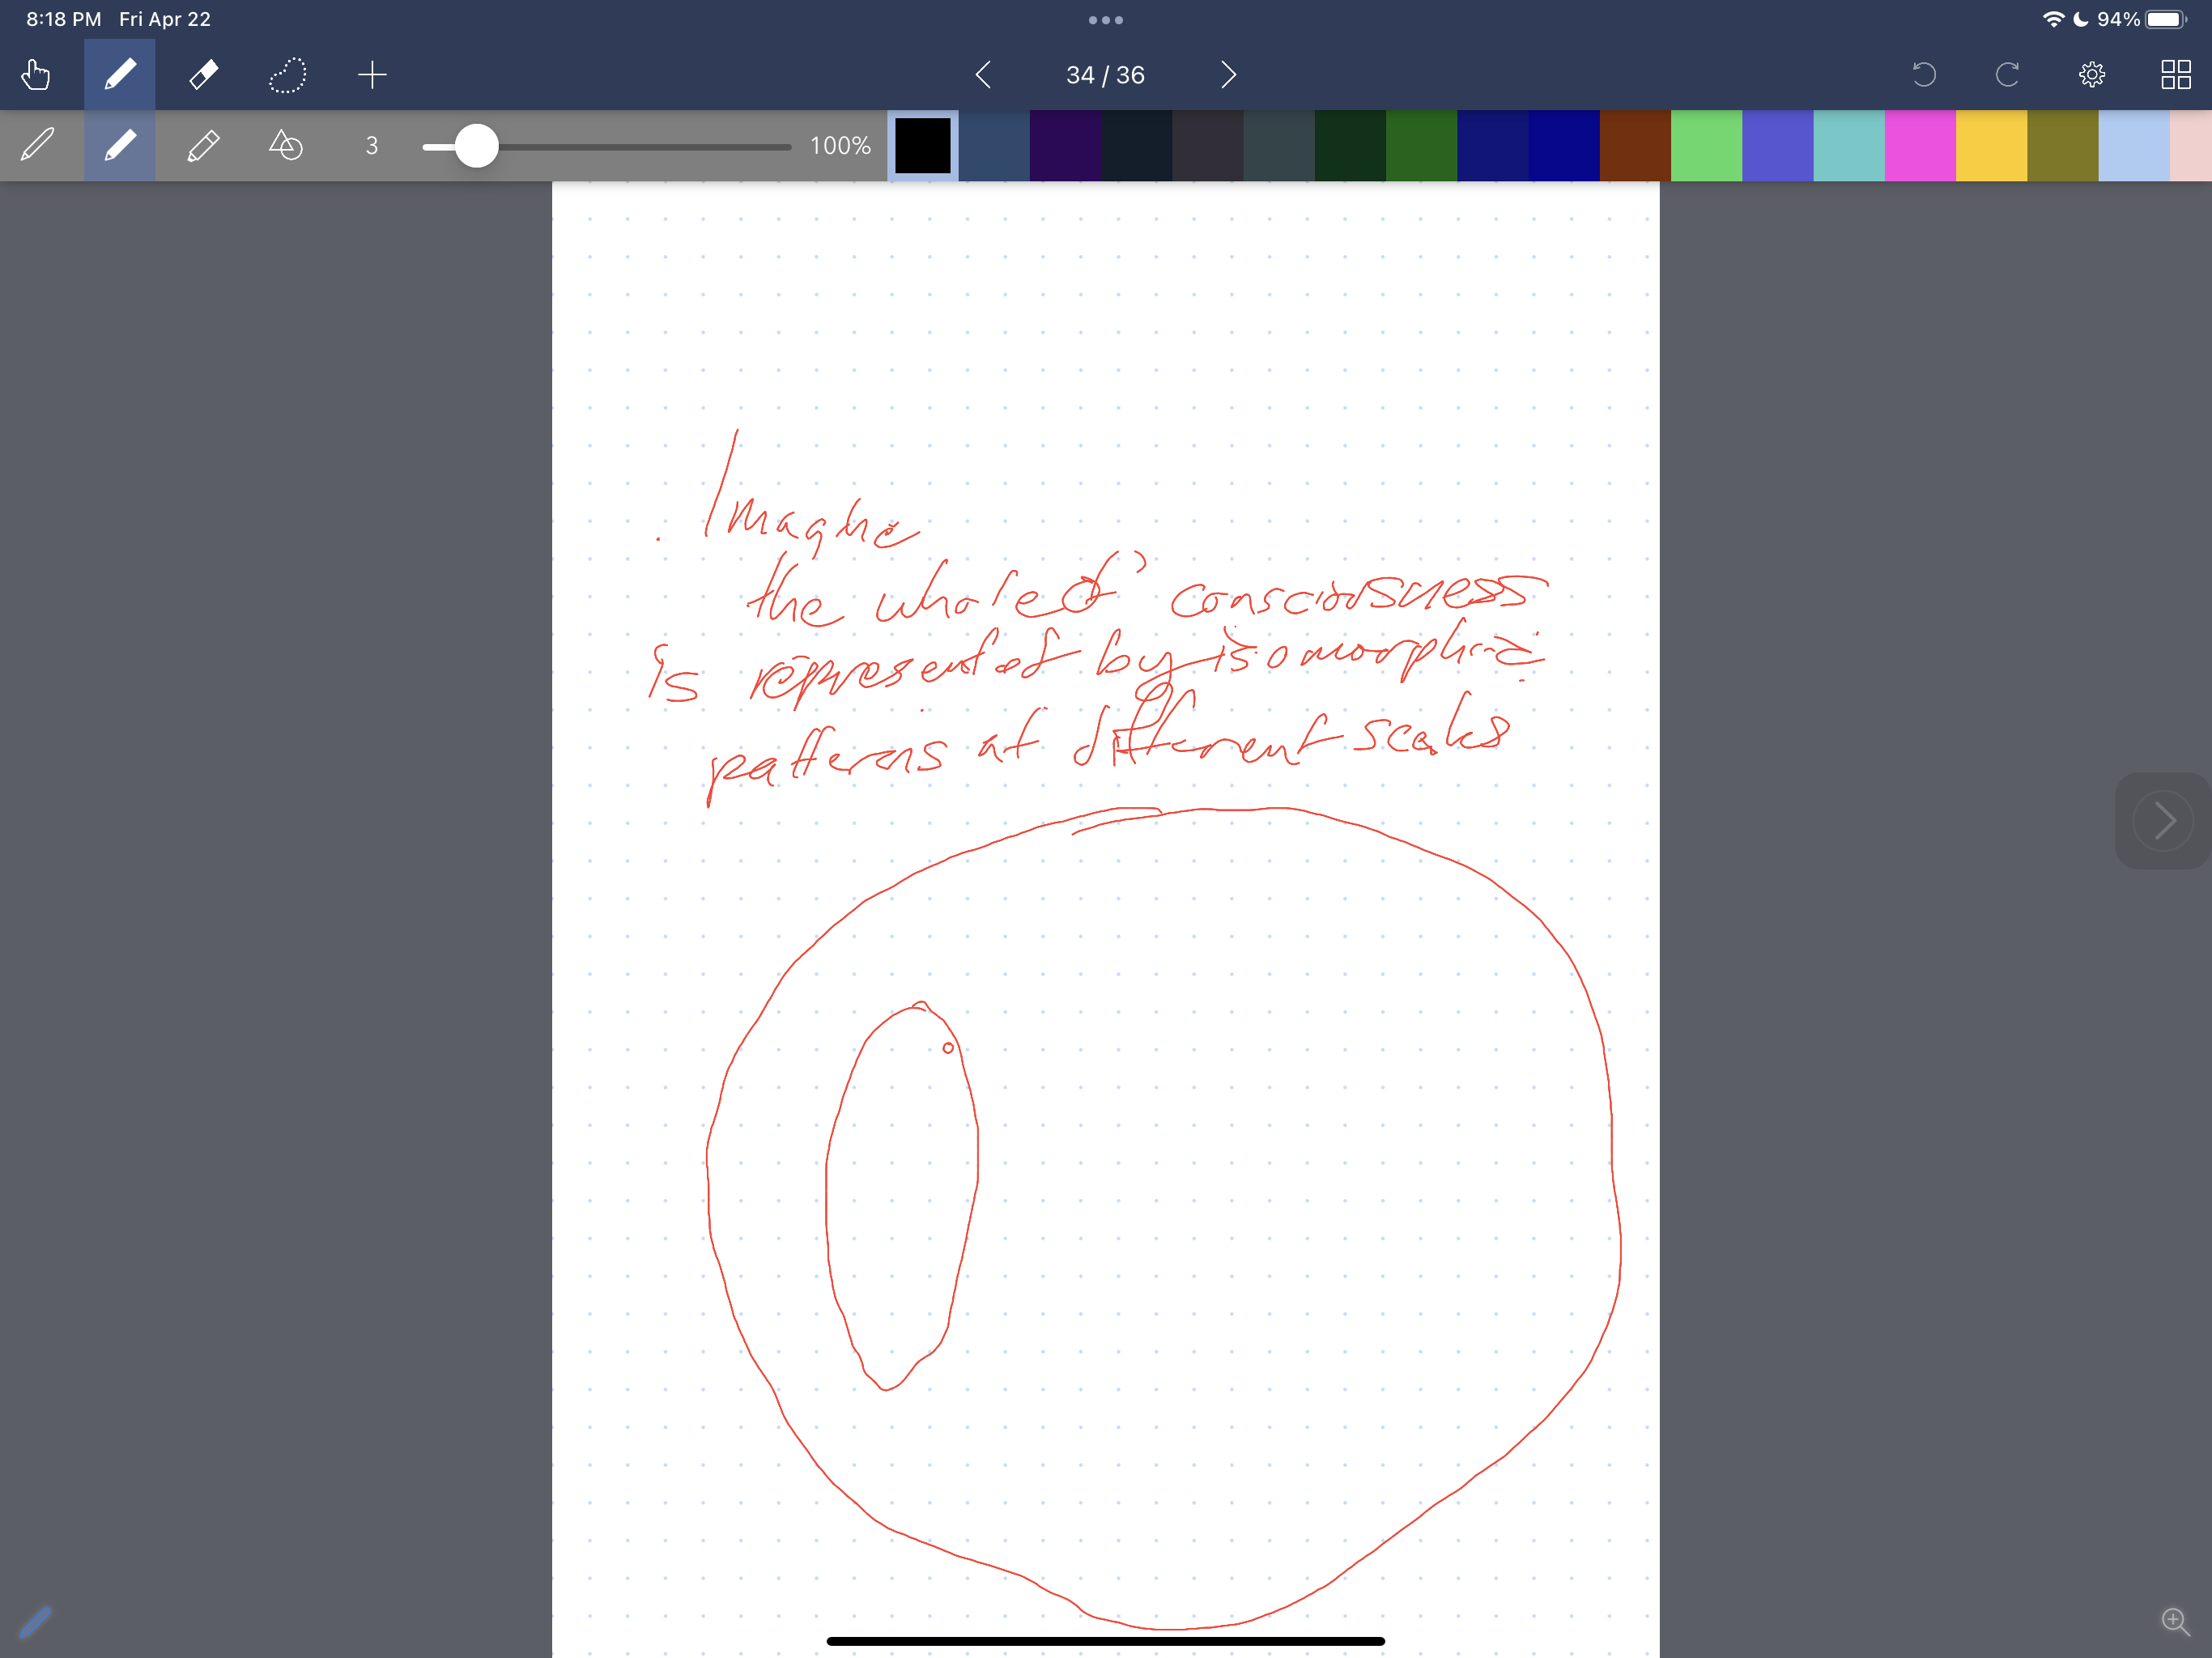 8:18 PM Fri Apr 22
94%
34 / 36
3
100%
Imagine
the whole of consciousness
is represented by isomorphic
patterns at different scales